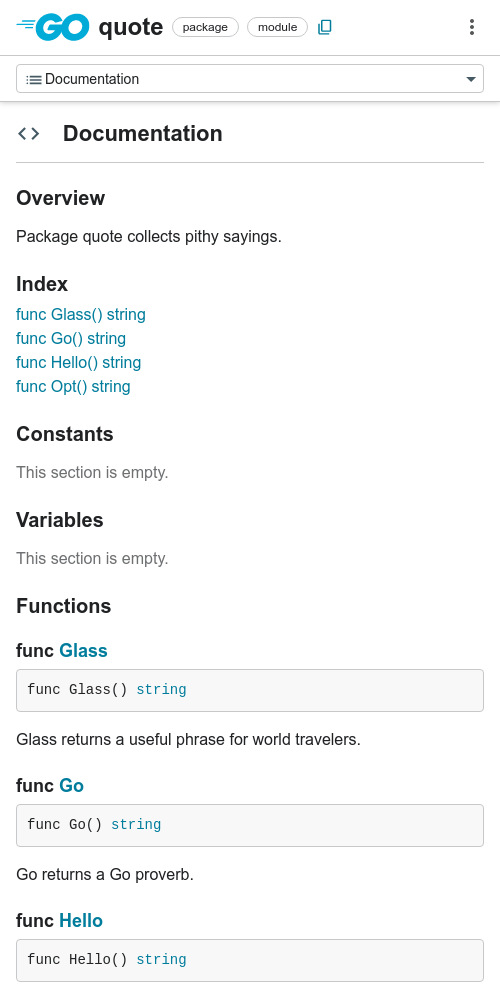 GO quote package module
Documentation
Documentation
Overview
Package quote collects pithy sayings.
Index
func Glass() string
func Go() string
func Hello() string
func Opt() string
Constants
This section is empty.
Variables
This section is empty.
Functions
func Glass
func Glass() string
Glass returns a useful phrase for world travelers.
func Go
func Go() string
Go returns a Go proverb.
func Hello
func Hello() string